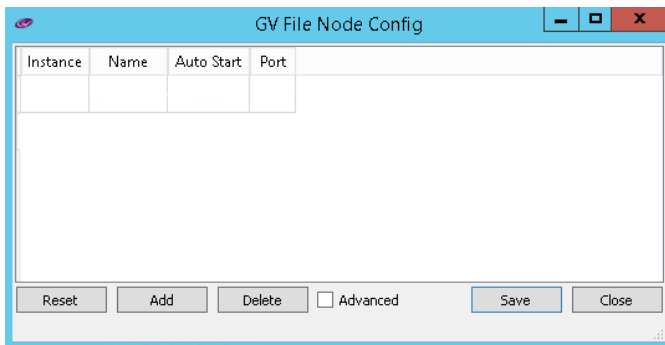 GV File Node Config
Instance Name Auto Start Port
Reset Add Delete Advanced Save Close